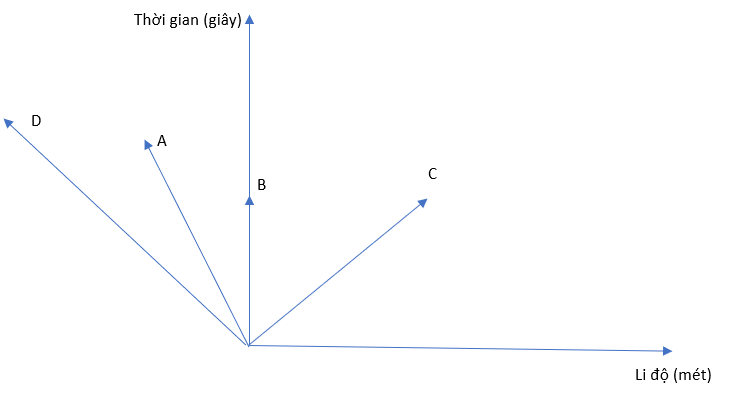 Thời gian (giây)
D
A
B
C
Li độ (mét)